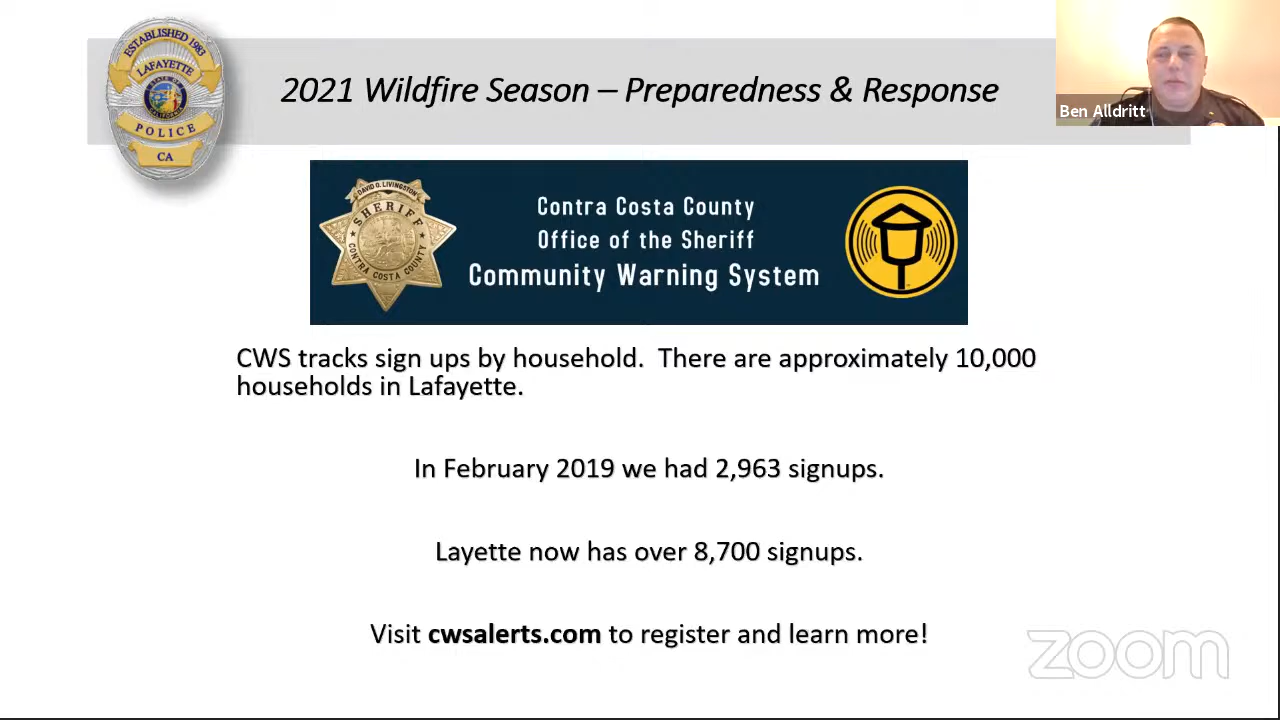 ESTABLISHED 1983
LAFAYETTE
POLICE
CA
2021 Wildfire Season – Preparedness & Response
Ben Alldritt
DAVID O. LIVINGSTON
SHERIFF
CONTRA COSTA COUNTY
Contra Costa County
Office of the Sheriff
Community Warning System
CWS tracks sign ups by household.  There are approximately 10,000
households in Lafayette.
In February 2019 we had 2,963 signups.
Layette now has over 8,700 signups.
Visit cwsalerts.com to register and learn more!
zoom